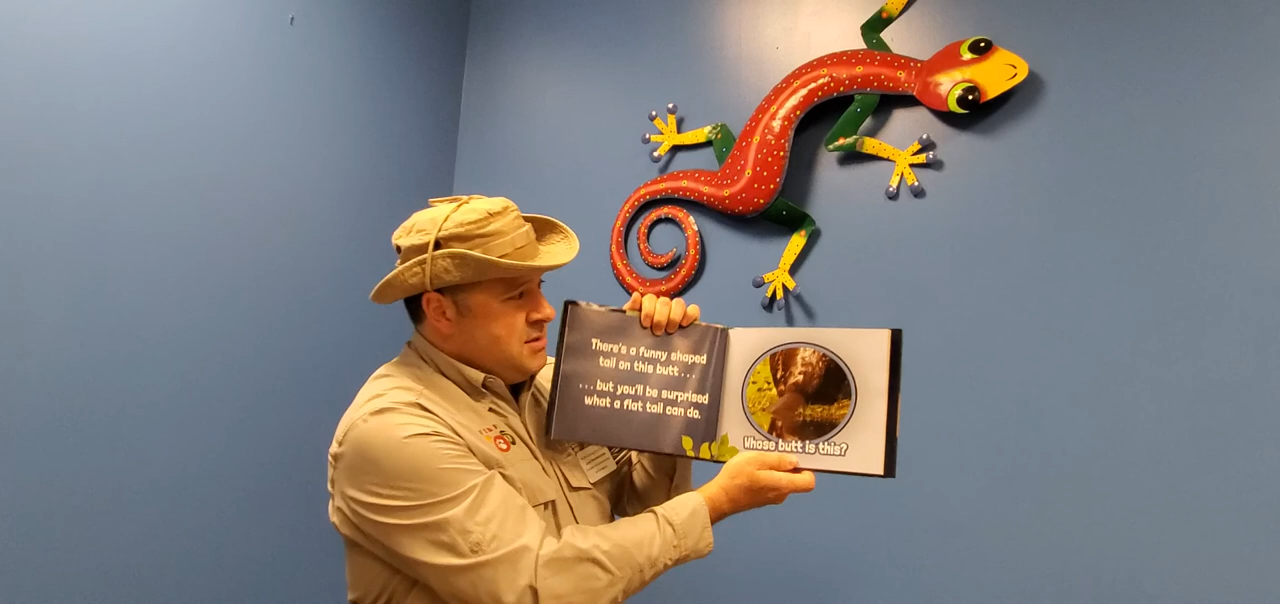 There's a funny shaped
tail on this butt ...
... but you'll be surprised
what a flat tail can do.
Whose butt is this?